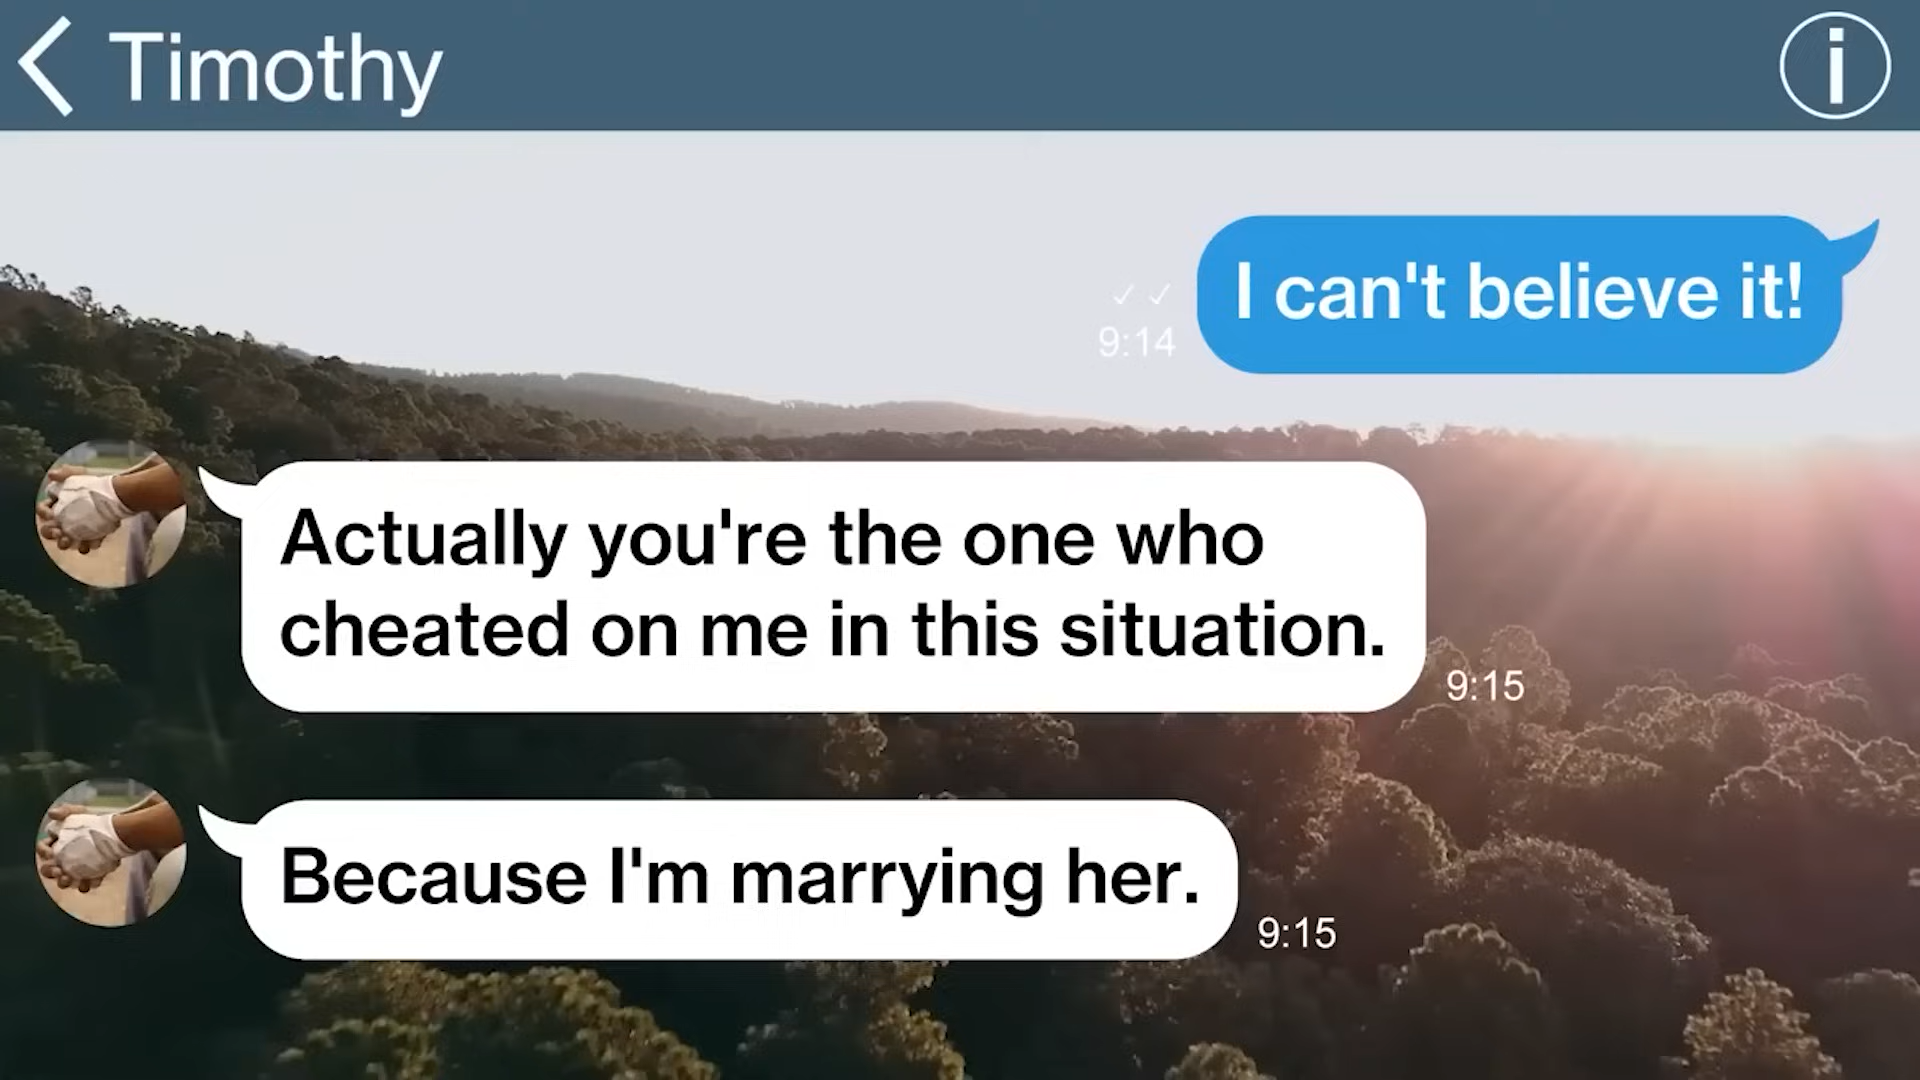 Timothy
I can't believe it!
9:14
Actually you're the one who
cheated on me in this situation.
9:15
Because I'm marrying her.
9:15